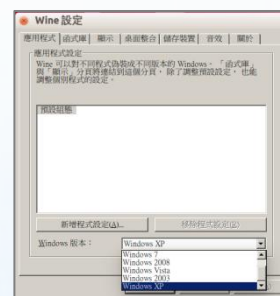 Wine 設定
應用程式 函式庫 顯示 桌面整合 儲存裝置 音效 關於
應用程式設定
Wine 可以對不同程式偽裝成不同版本的 Windows。「函式庫」
與「顯示」分頁將連結到這個分頁，除了調整預設設定，也能
調整個別程式的設定。
預設組態
新增程式設定(A)...
移除程式設定(R)
Windows 版本：
Windows XP
Windows 7
Windows 2008
Windows Vista
Windows 2003
Windows XP